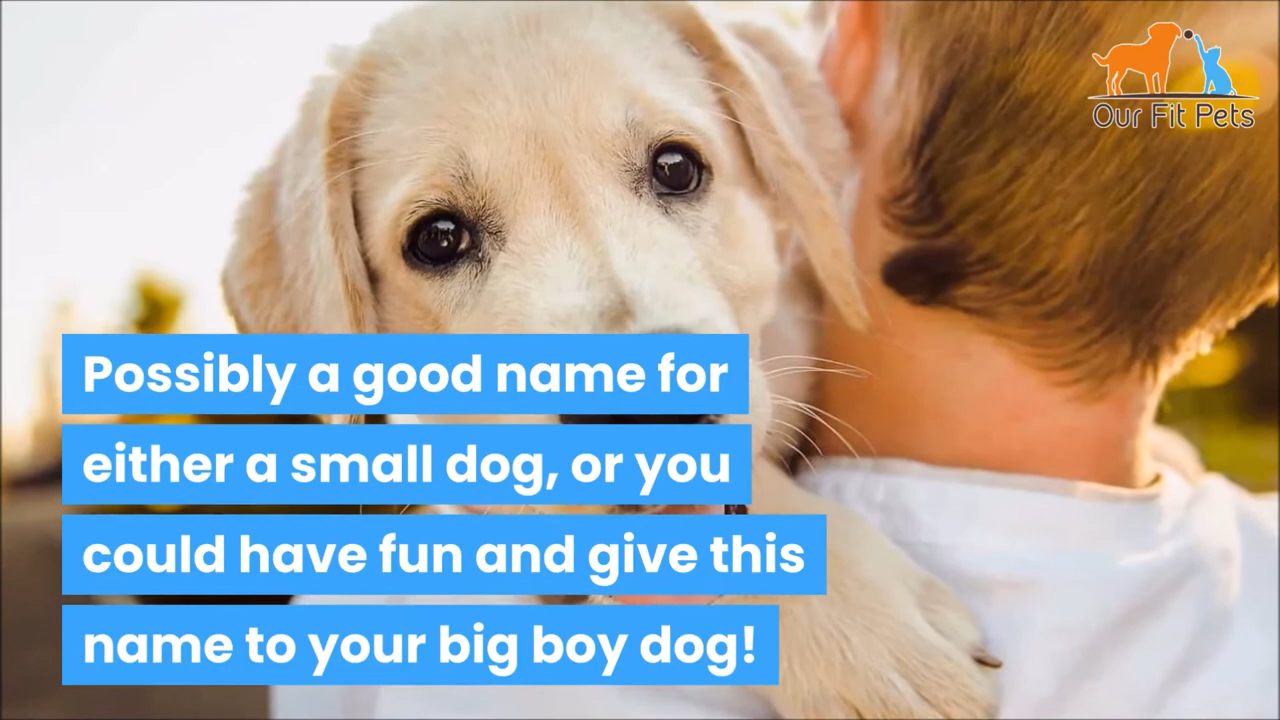 Our Fit Pets
Possibly a good name for
either a small dog, or you
could have fun and give this
name to your big boy dog!